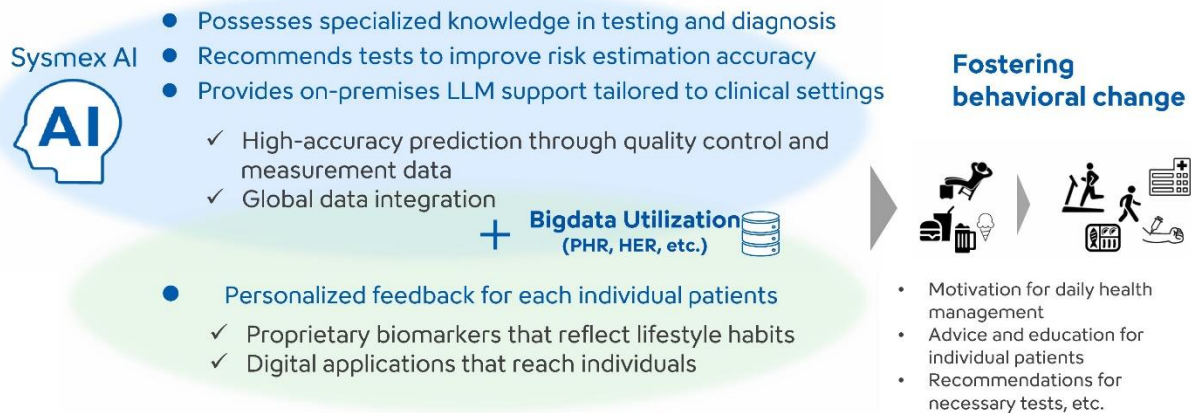 Sysmex AI
AI
● Possesses specialized knowledge in testing and diagnosis
● Recommends tests to improve risk estimation accuracy
● Provides on-premises LLM support tailored to clinical settings
✓ High-accuracy prediction through quality control and
measurement data
✓ Global data integration
+ Bigdata Utilization
(PHR, HER, etc.)
● Personalized feedback for each individual patients
✓ Proprietary biomarkers that reflect lifestyle habits
✓ Digital applications that reach individuals
Fostering
behavioral change
• Motivation for daily health
management
• Advice and education for
individual patients
• Recommendations for
necessary tests, etc.